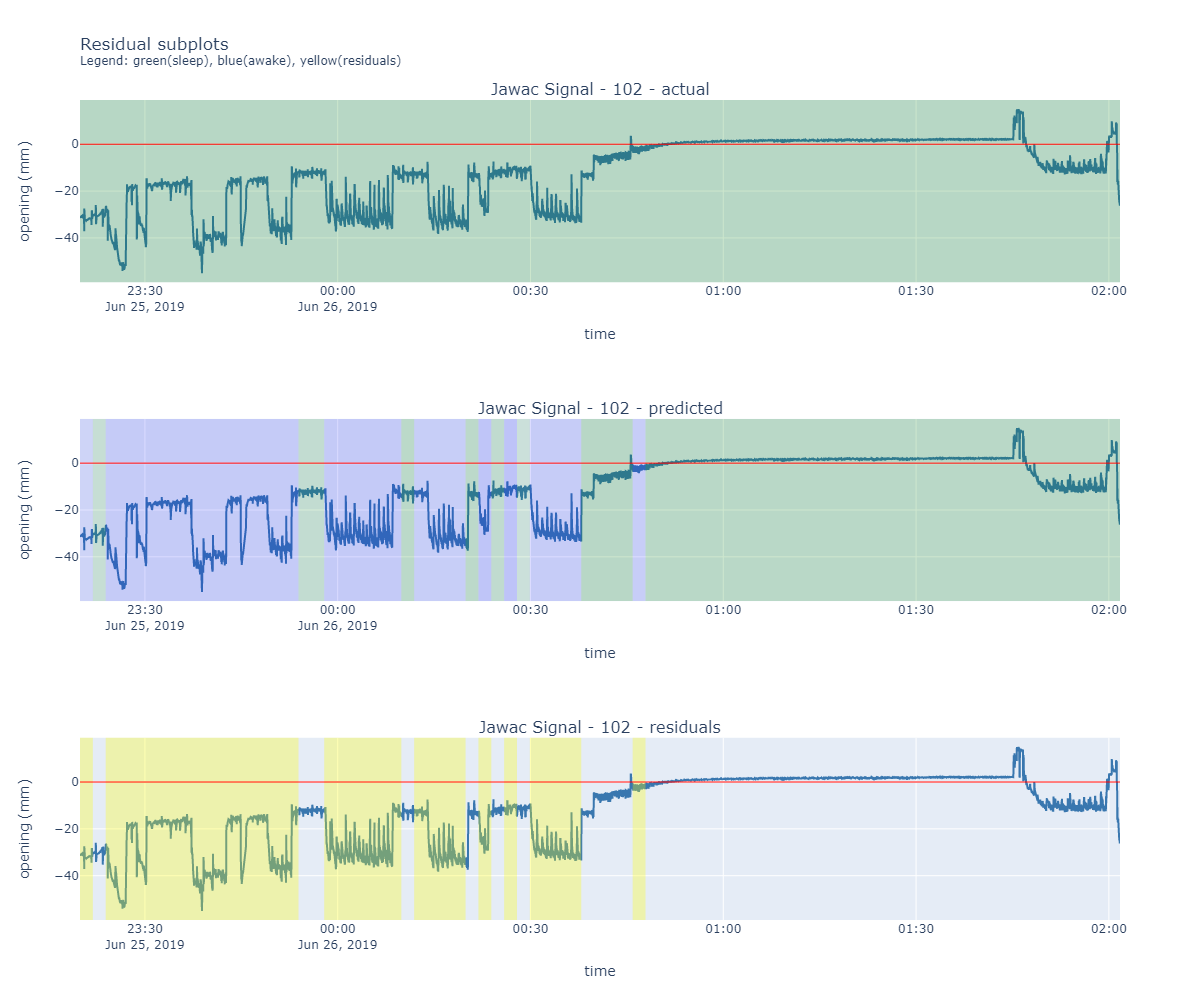 Residual subplots
Legend: green(sleep), blue(awake), yellow(residuals)
Jawac Signal - 102 - actual
opening (mm)
0
−20
−40
23:30 00:00 00:30 01:00 01:30 02:00
Jun 25, 2019 Jun 26, 2019
time
Jawac Signal - 102 - predicted
opening (mm)
0
−20
−40
23:30 00:00 00:30 01:00 01:30 02:00
Jun 25, 2019 Jun 26, 2019
time
Jawac Signal - 102 - residuals
opening (mm)
0
−20
−40
23:30 00:00 00:30 01:00 01:30 02:00
Jun 25, 2019 Jun 26, 2019
time